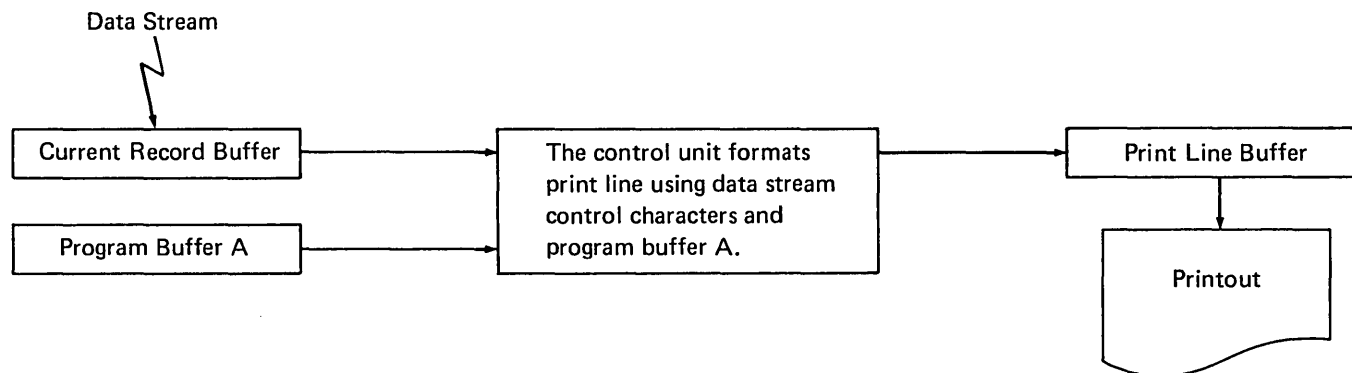 Data Stream
Current Record Buffer
Program Buffer A
The control unit formats
print line using data stream
control characters and
program buffer A.
Print Line Buffer
Printout